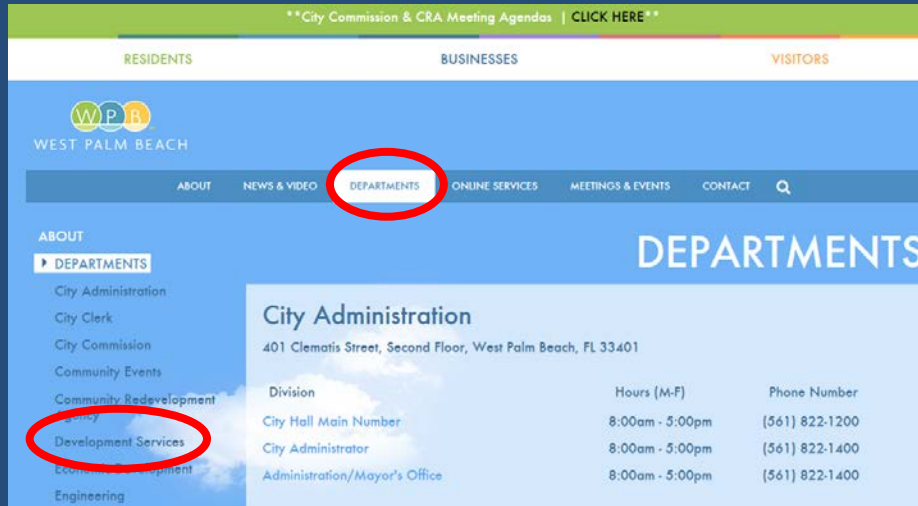 **City Commission & CRA Meeting Agendas | CLICK HERE**
RESIDENTS BUSINESSES VISITORS
WPB
WEST PALM BEACH
ABOUT NEWS & VIDEO DEPARTMENTS ONLINE SERVICES MEETINGS & EVENTS CONTACT
ABOUT
DEPARTMENTS
City Administration
City Clerk
City Commission
Community Events
Community Redevelopment
Agency
Development Services
Economic Development
Engineering
DEPARTMENTS
City Administration
401 Clematis Street, Second Floor, West Palm Beach, FL 33401
Division Hours (M-F) Phone Number
City Hall Main Number 8:00am - 5:00pm (561) 822-1200
City Administrator 8:00am - 5:00pm (561) 822-1400
Administration/Mayor's Office 8:00am - 5:00pm (561) 822-1400